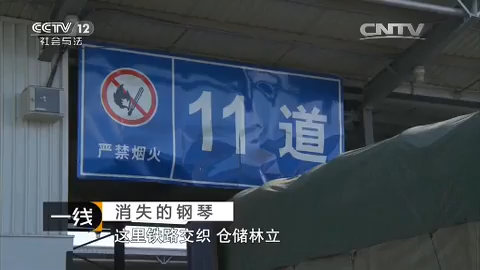 CCTV 12
社会与法
CNTV
11 道
严禁烟火
一线
消失的钢琴
这里铁路交织 仓储林立